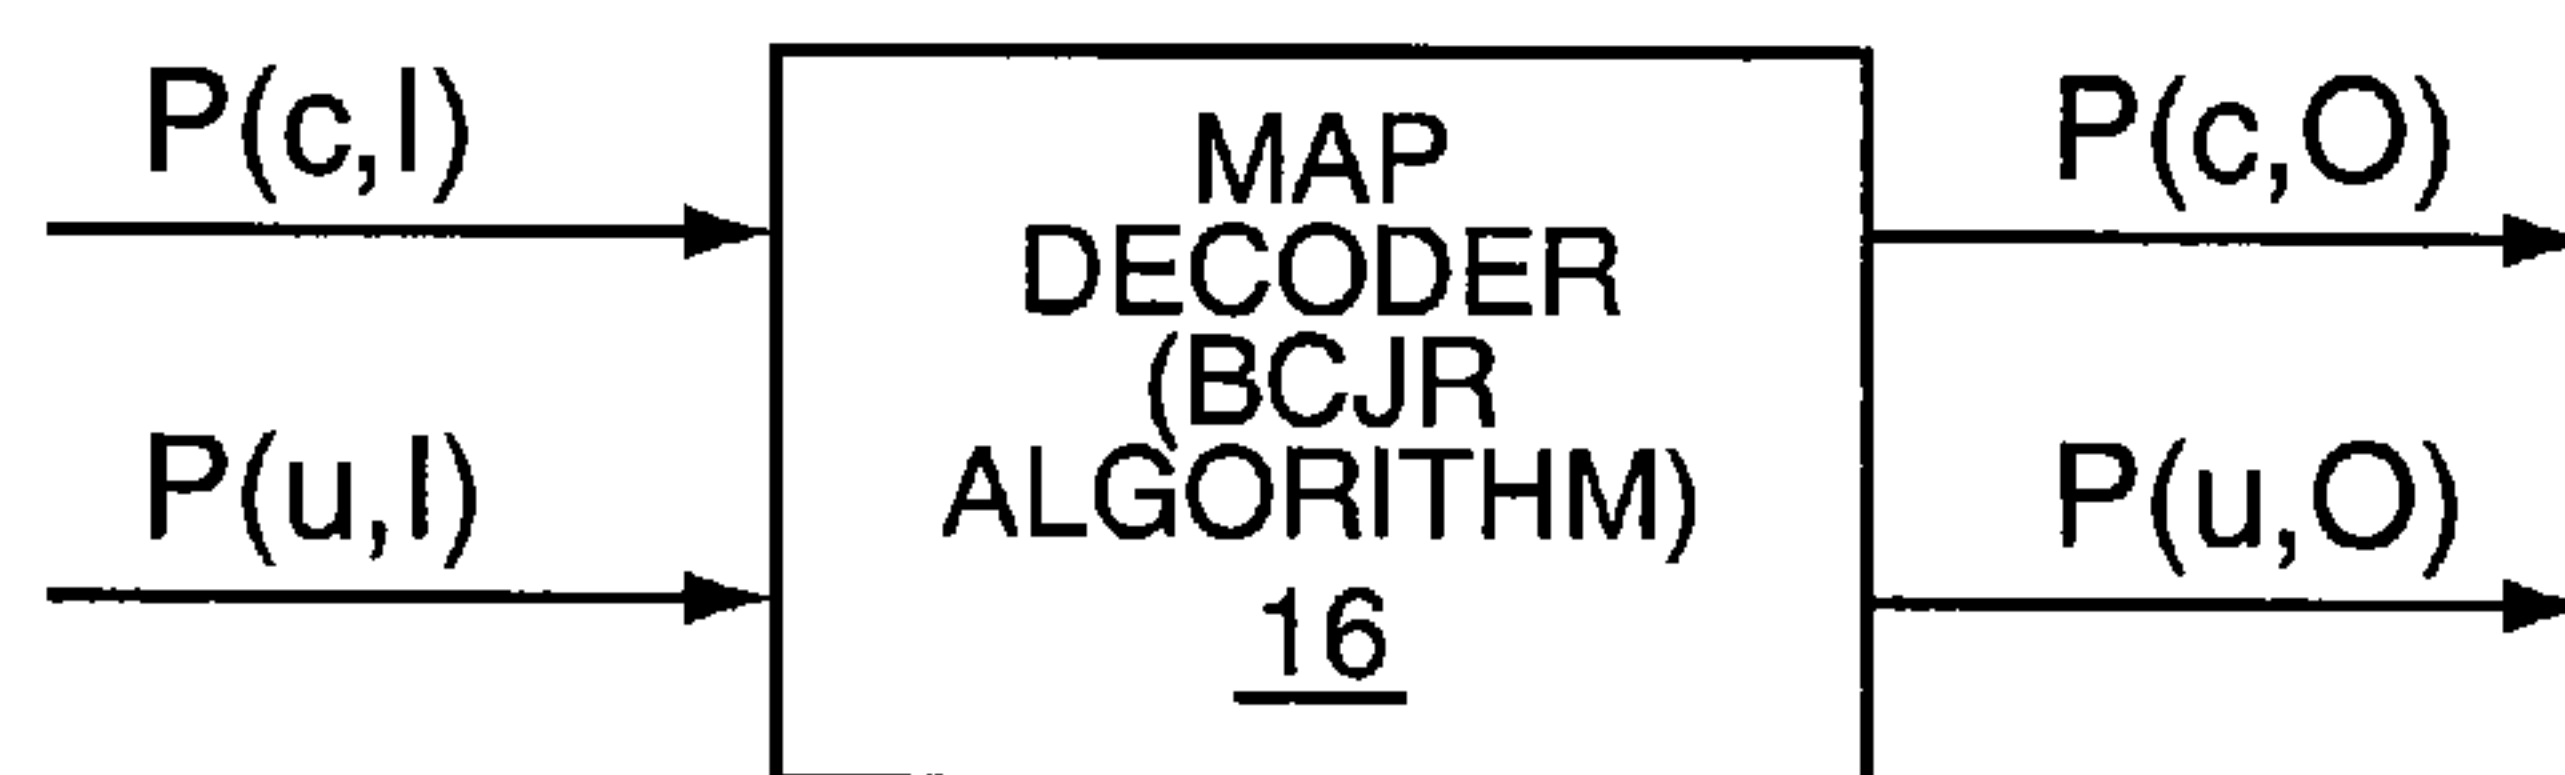 P(c,I)
P(u,I)
MAP
DECODER
(BCJR
ALGORITHM)
16
P(c,O)
P(u,O)